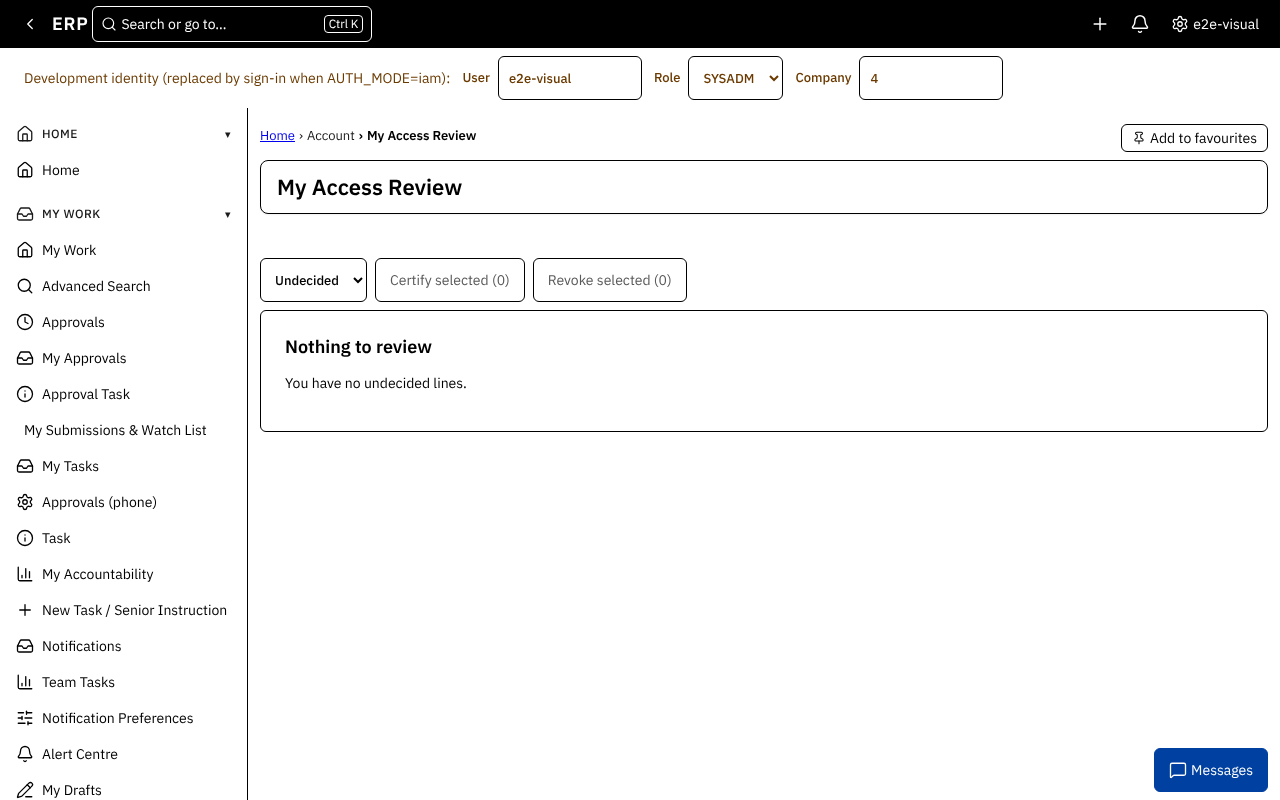 ERP
Search or go to...
Ctrl K
e2e-visual
Development identity (replaced by sign-in when AUTH_MODE=iam):
User
e2e-visual
Role
SYSADM
Company
4
HOME
Home
MY WORK
My Work
Advanced Search
Approvals
My Approvals
Approval Task
My Submissions & Watch List
My Tasks
Approvals (phone)
Task
My Accountability
New Task / Senior Instruction
Notifications
Team Tasks
Notification Preferences
Alert Centre
My Drafts
Home › Account › My Access Review
Add to favourites
My Access Review
Undecided
Certify selected (0)
Revoke selected (0)
Nothing to review
You have no undecided lines.
Messages